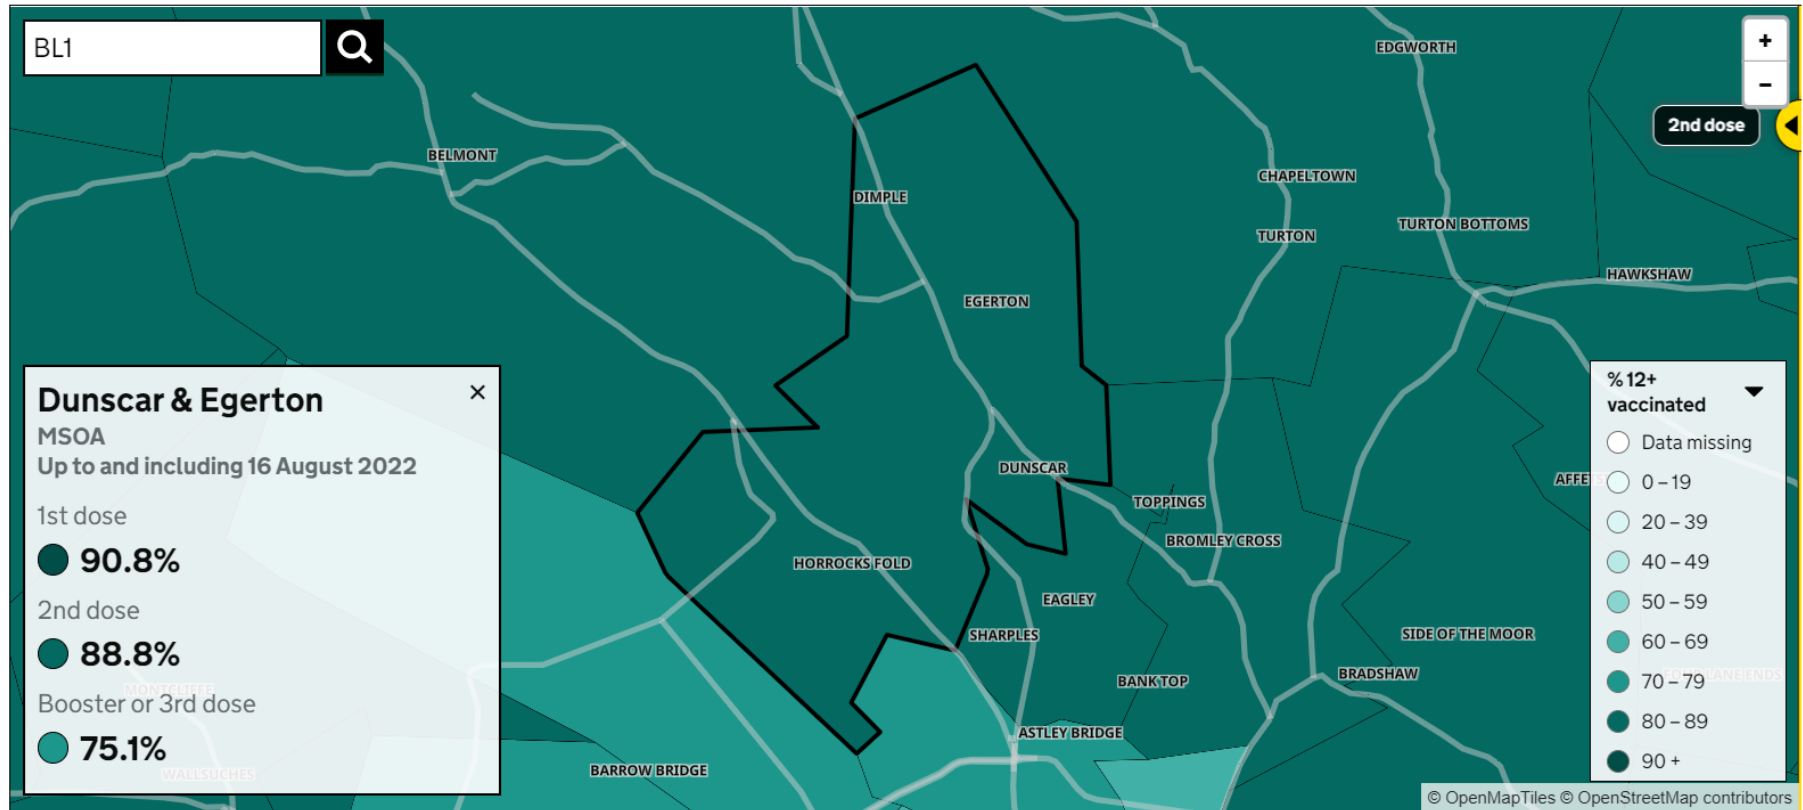 BL1
+
−
2nd dose
EDGWORTH
BELMONT
CHAPELTOWN
DIMPLE
TURTON BOTTOMS
TURTON
HAWKSHAW
EGERTON
Dunscar & Egerton
×
MSOA
Up to and including 16 August 2022
1st dose
90.8%
2nd dose
88.8%
Booster or 3rd dose
75.1%
MONTCLIFFE
WALLSUCHES
DUNSCAR
TOPPINGS
BROMLEY CROSS
HORROCKS FOLD
EAGLEY
SHARPLES
SIDE OF THE MOOR
BRADSHAW
BANK TOP
ASTLEY BRIDGE
BARROW BRIDGE
% 12+
vaccinated
Data missing
0 – 19
20 – 39
40 – 49
50 – 59
60 – 69
70 – 79
80 – 89
90 +
LANE ENDS
© OpenMapTiles © OpenStreetMap contributors